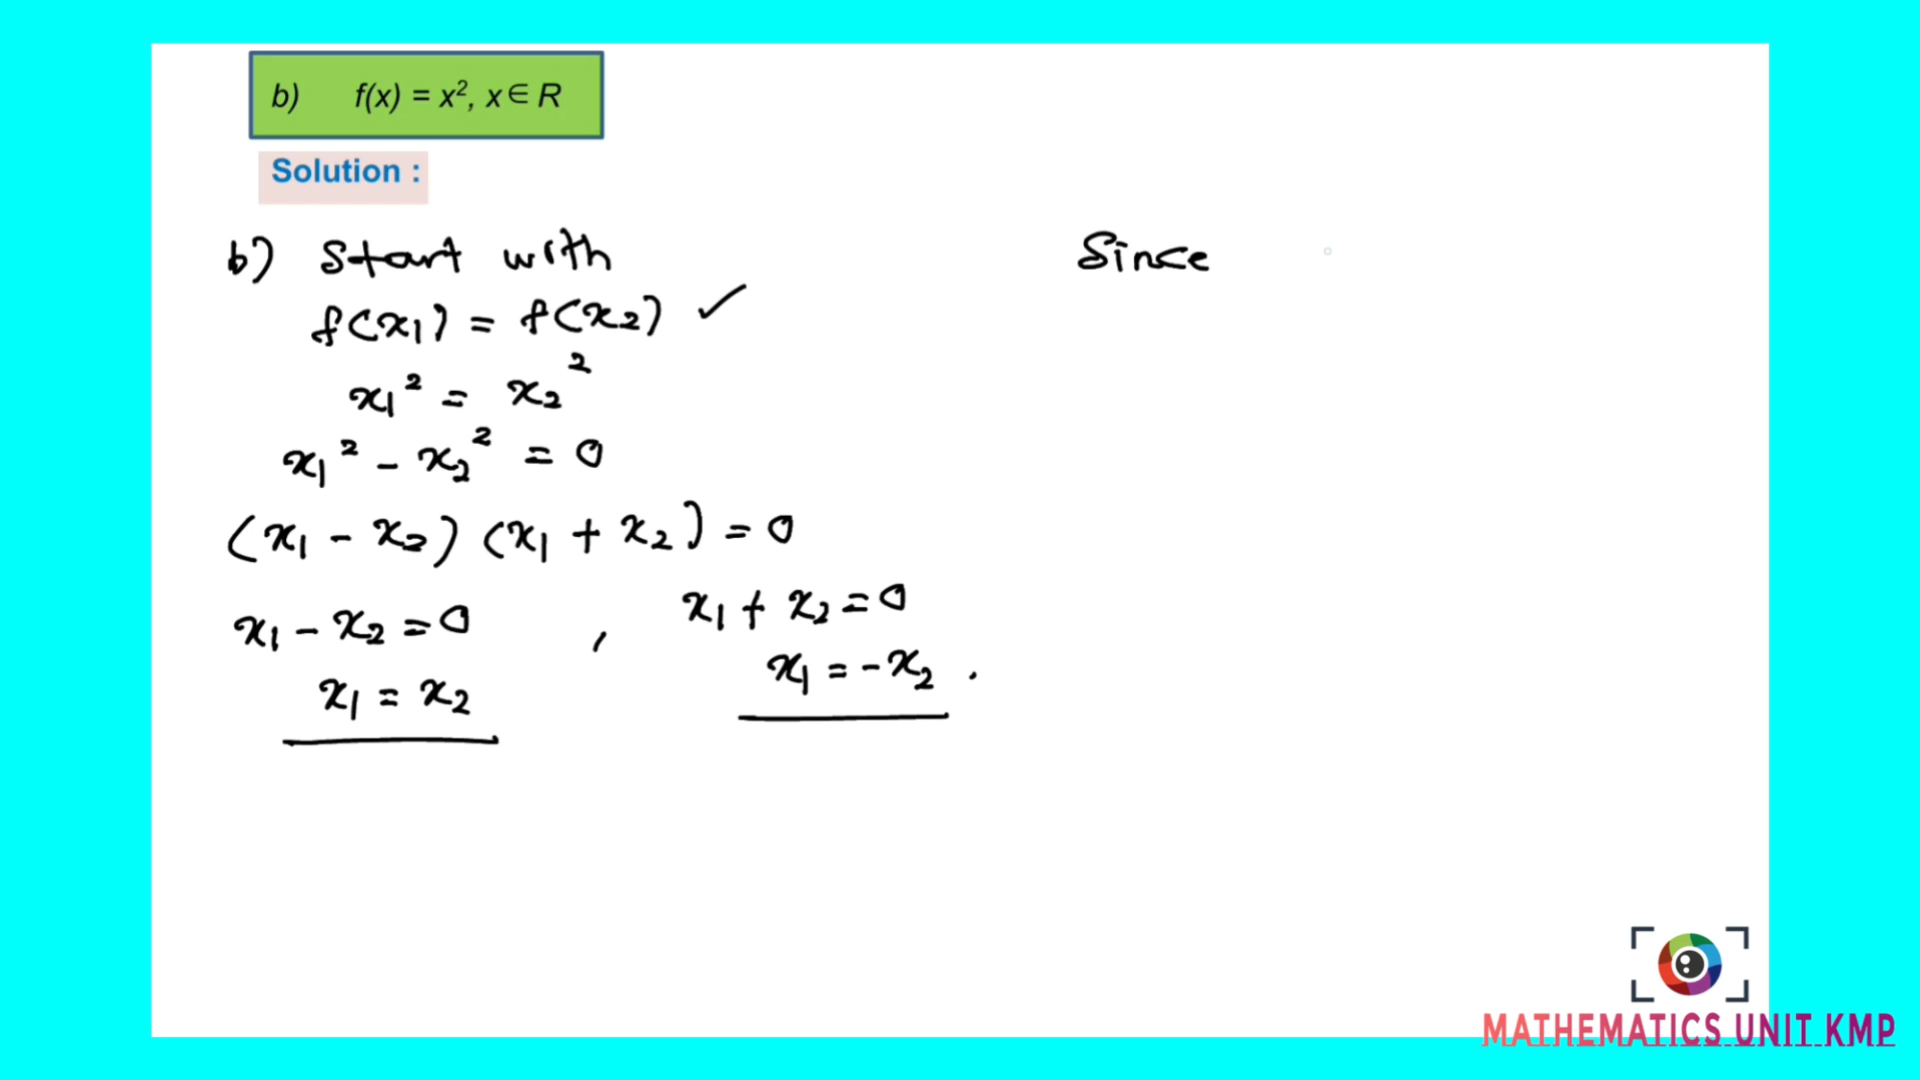 b) f(x) = x², x ∈ R
Solution :
b) Start with
f(x₁) = f(x₂) ✓
x₁² = x₂²
x₁² - x₂² = 0
(x₁ - x₂) (x₁ + x₂) = 0
x₁ - x₂ = 0 , x₁ + x₂ = 0
x₁ = x₂ x₁ = -x₂ .
Since
MATHEMATICS UNIT KMP